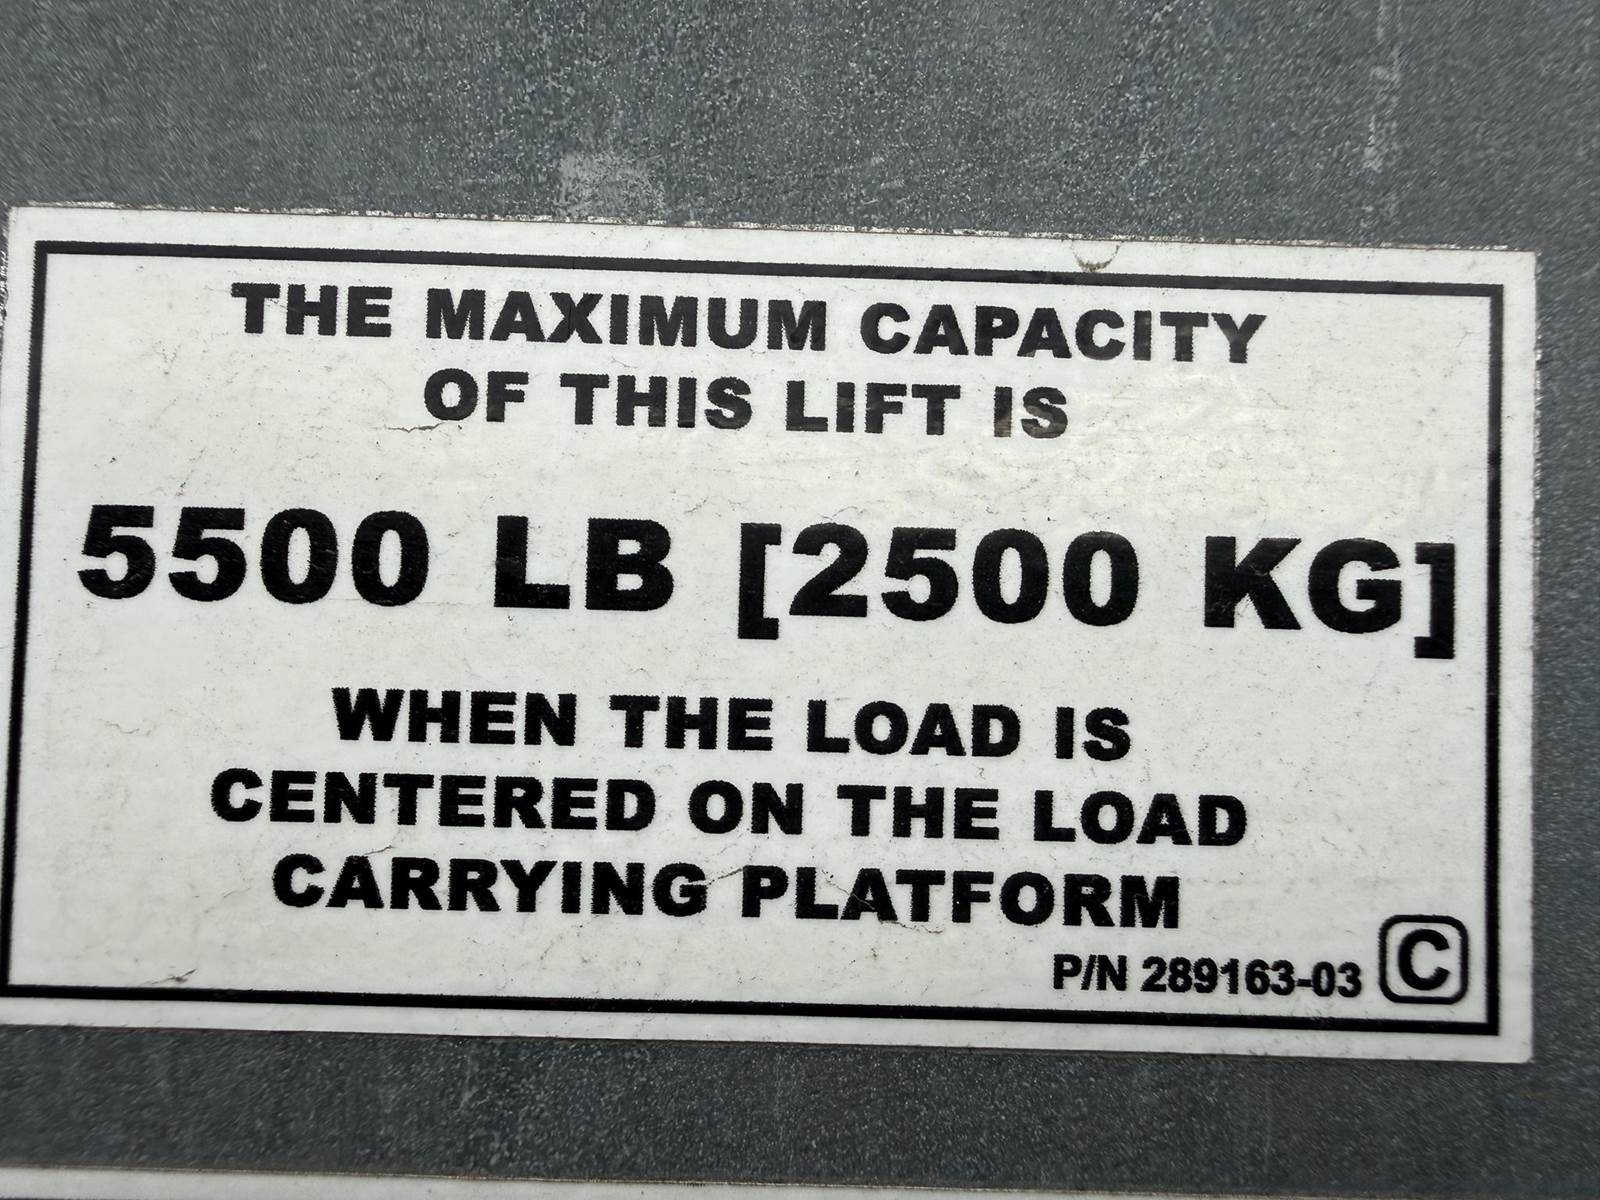 THE MAXIMUM CAPACITY
OF THIS LIFT IS
5500 LB [2500 KG]
WHEN THE LOAD IS
CENTERED ON THE LOAD
CARRYING PLATFORM
P/N 289163-03 C